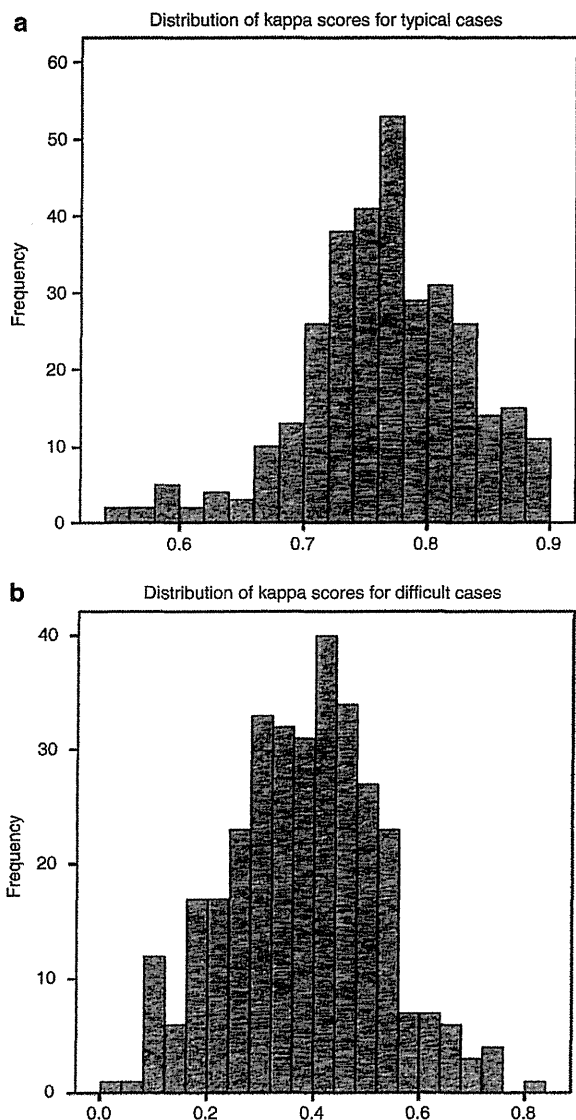 a
Distribution of kappa scores for typical cases
60
50
40
30
20
10
0
Frequency
0.6 0.7 0.8 0.9
b
Distribution of kappa scores for difficult cases
40
30
20
10
0
Frequency
0.0 0.2 0.4 0.6 0.8